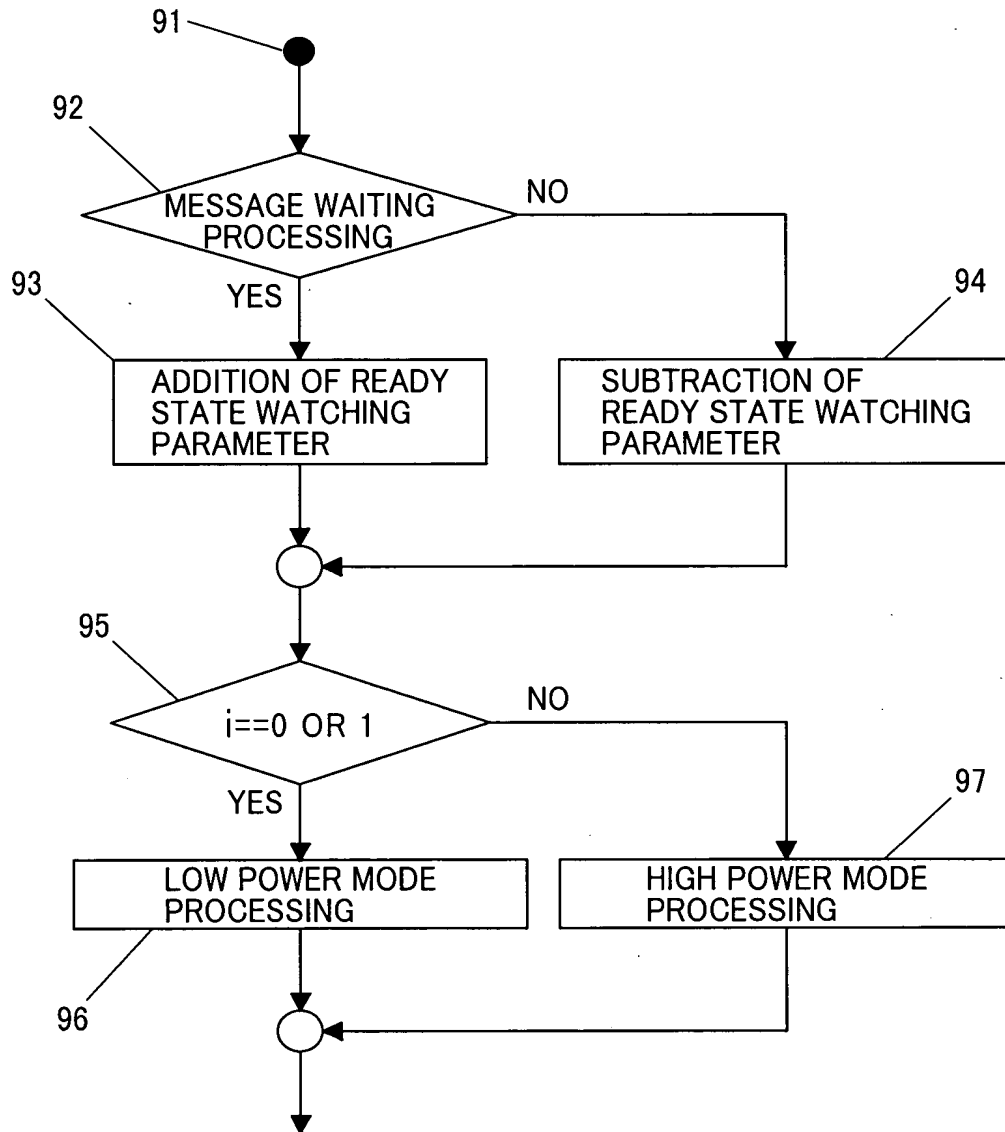 91
92
MESSAGE WAITING
PROCESSING
NO
YES
93
94
ADDITION OF READY
STATE WATCHING
PARAMETER
SUBTRACTION OF
READY STATE WATCHING
PARAMETER
95
i==0 OR 1
NO
YES
97
LOW POWER MODE
PROCESSING
HIGH POWER MODE
PROCESSING
96